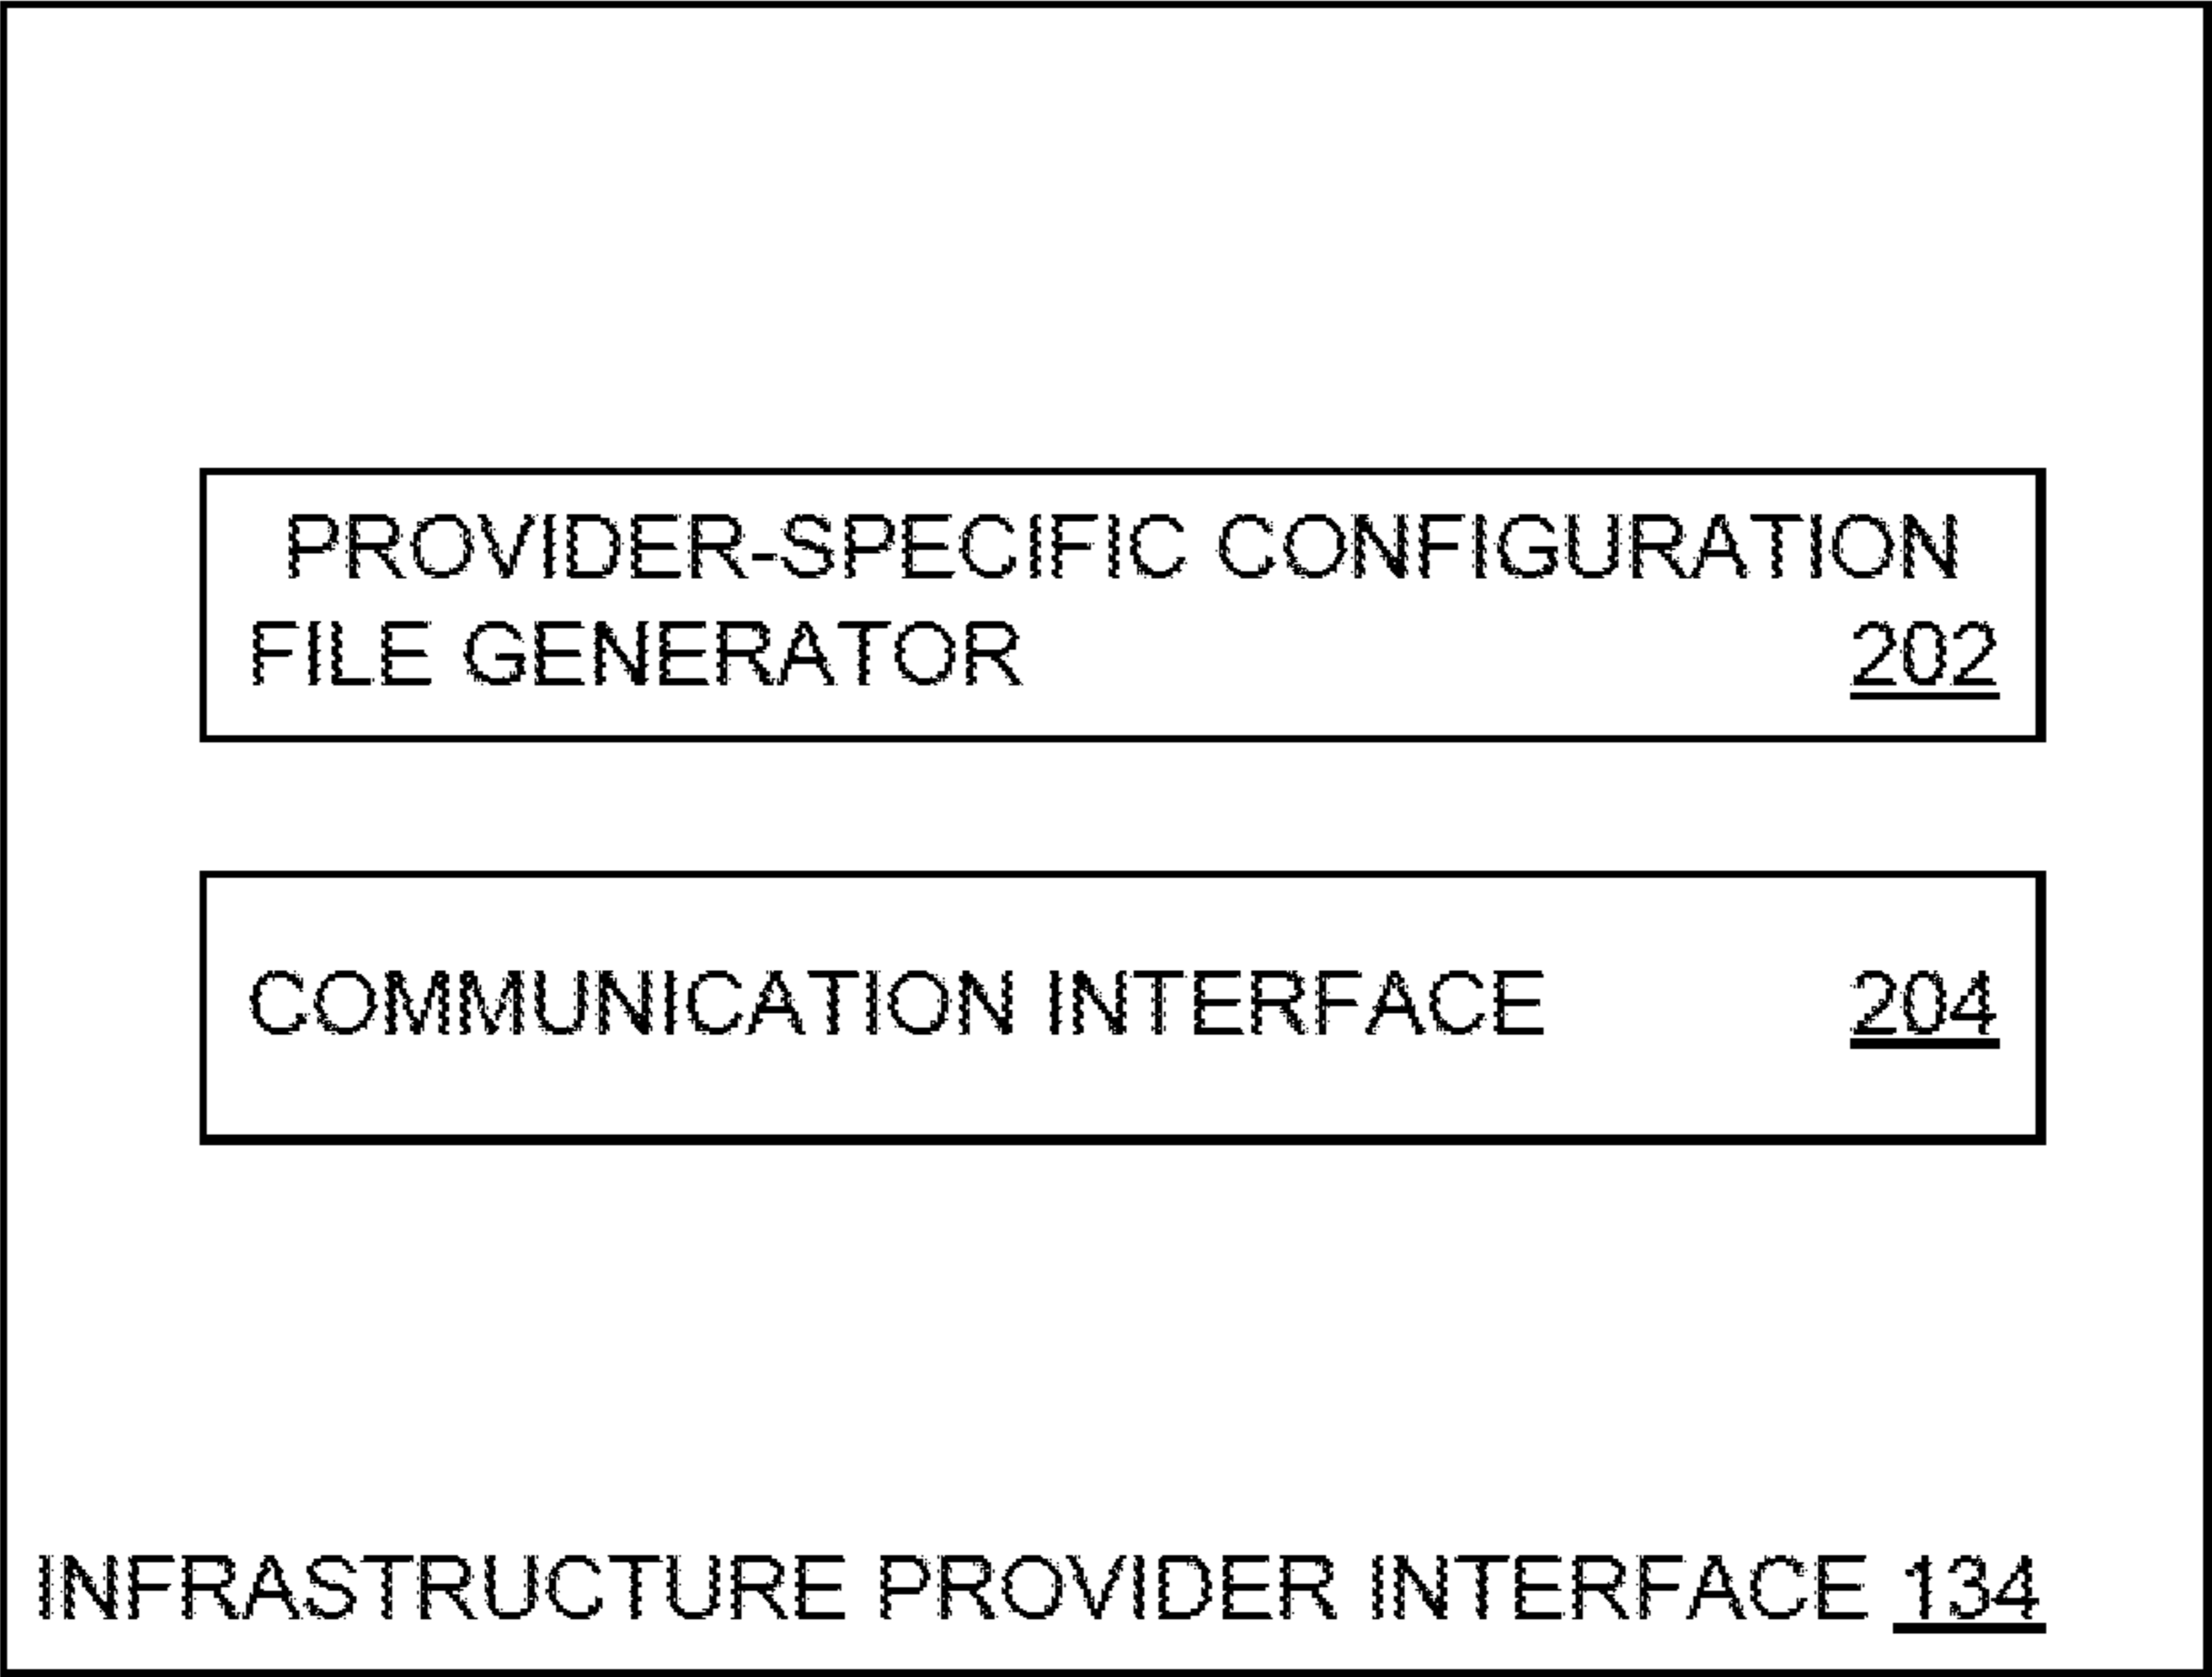 PROVIDER-SPECIFIC CONFIGURATION
FILE GENERATOR 202
COMMUNICATION INTERFACE 204
INFRASTRUCTURE PROVIDER INTERFACE 134